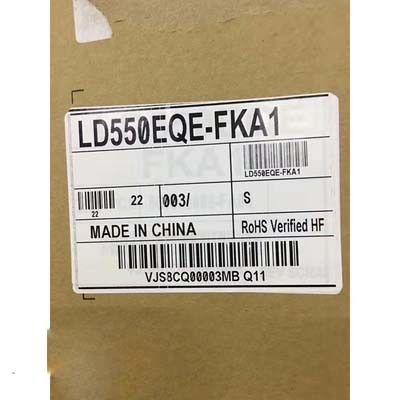 LD550EQE-FKA1
LD550EQE-FKA1
22 22 003/ S
MADE IN CHINA RoHS Verified HF
VJS8CQ00003MB Q11